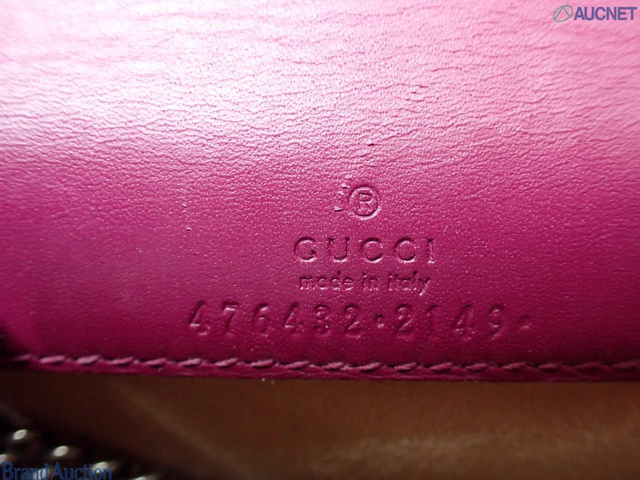 AUCNET
®
GUCCI
made in italy
476432·2149·
Brand Auction